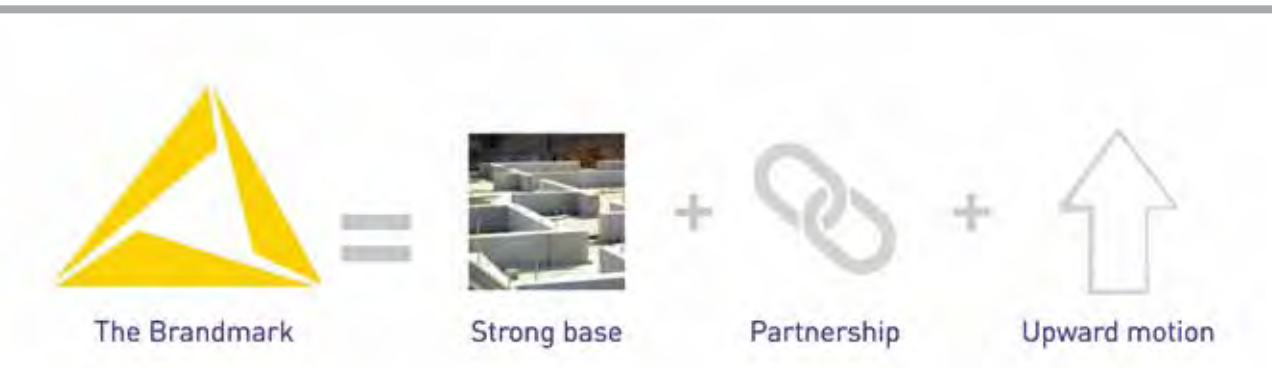 The Brandmark
=
Strong base
+
Partnership
+
Upward motion